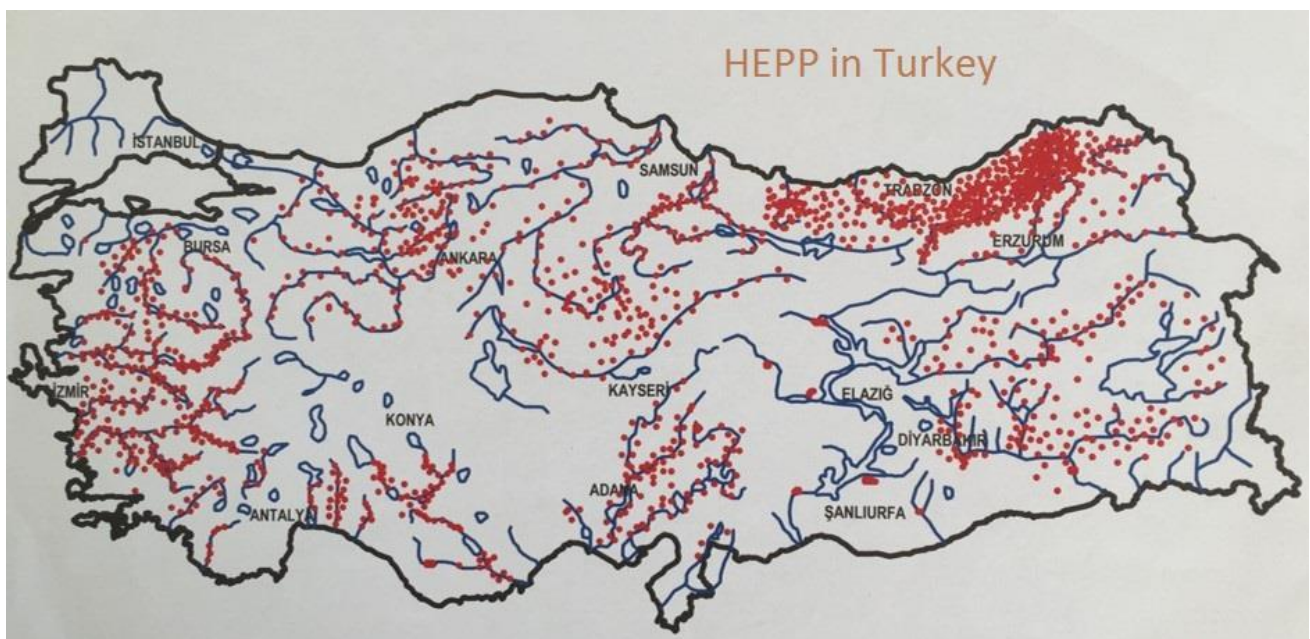 HEPP in Turkey
İSTANBUL
SAMSUN
TRABZON
BURSA
ANKARA
ERZURUM
İZMİR
KAYSERİ
ELAZIĞ
KONYA
DİYARBAKIR
ADANA
ANTALYA
ŞANLIURFA